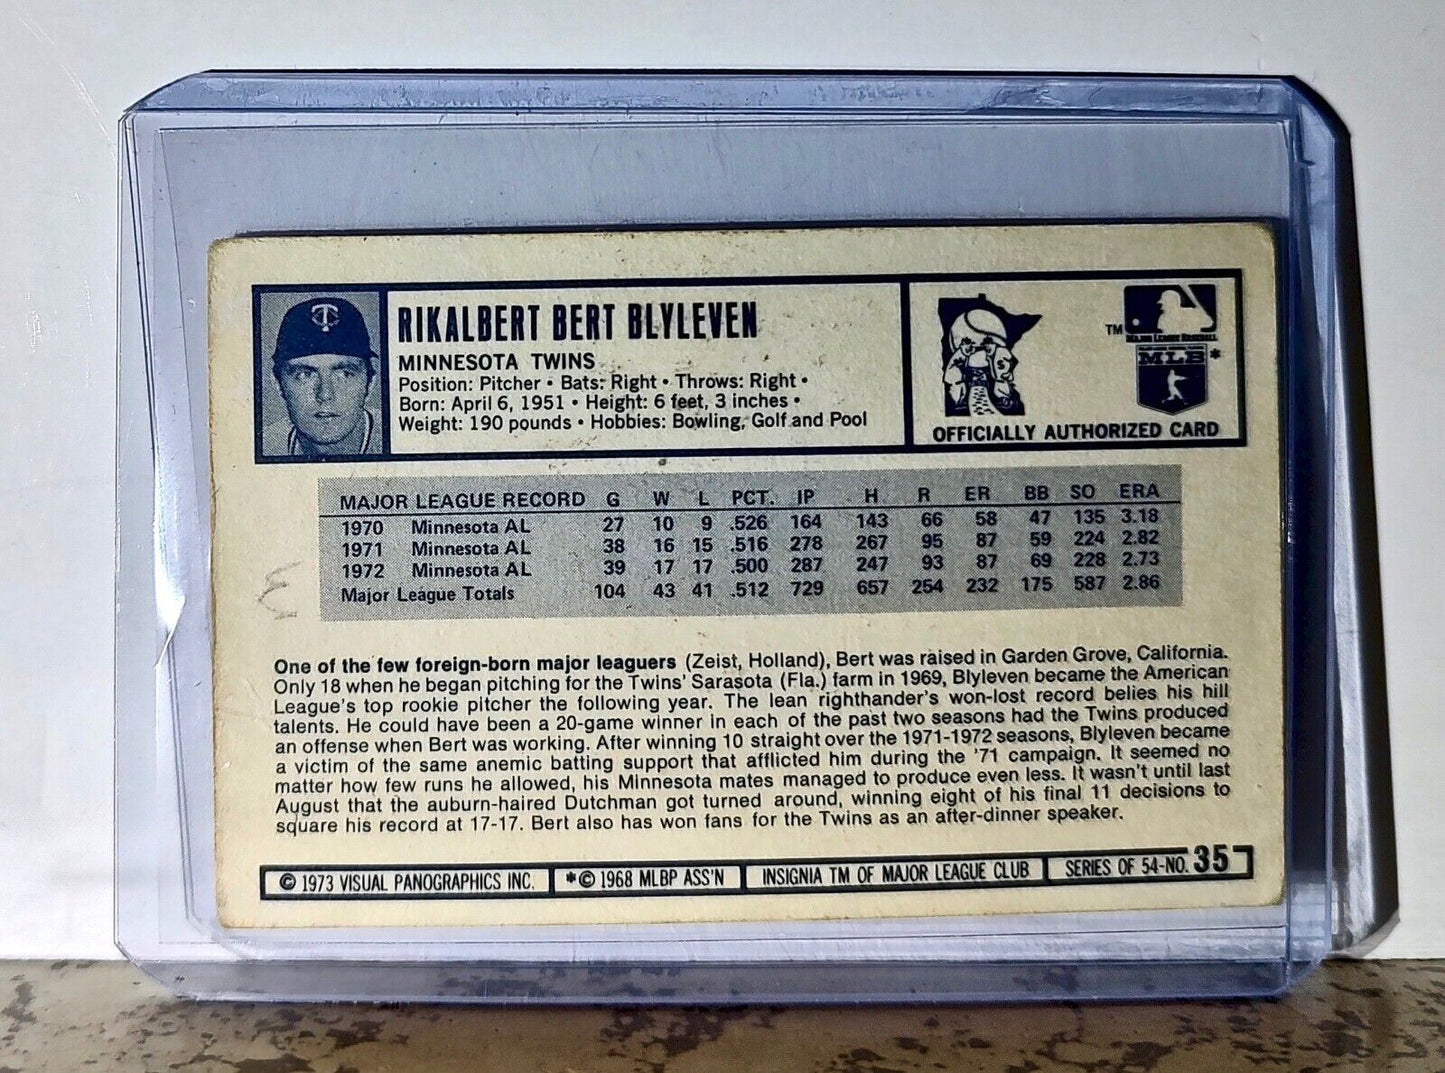 RIKALBERT BERT BLYLEVEN
MINNESOTA TWINS
Position: Pitcher • Bats: Right • Throws: Right •
Born: April 6, 1951 • Height: 6 feet, 3 inches •
Weight: 190 pounds • Hobbies: Bowling, Golf and Pool
TC
TM
MAJOR LEAGUE BASEBALL
MLB*
OFFICIALLY AUTHORIZED CARD
MAJOR LEAGUE RECORD G W L PCT. IP H R ER BB SO ERA
1970 Minnesota AL 27 10 9 .526 164 143 66 58 47 135 3.18
1971 Minnesota AL 38 16 15 .516 278 267 95 87 59 224 2.82
1972 Minnesota AL 39 17 17 .500 287 247 93 87 69 228 2.73
Major League Totals 104 43 41 .512 729 657 254 232 175 587 2.86
One of the few foreign-born major leaguers (Zeist, Holland), Bert was raised in Garden Grove, California.
Only 18 when he began pitching for the Twins' Sarasota (Fla.) farm in 1969, Blyleven became the American
League's top rookie pitcher the following year. The lean righthander's won-lost record belies his hill
talents. He could have been a 20-game winner in each of the past two seasons had the Twins produced
an offense when Bert was working. After winning 10 straight over the 1971-1972 seasons, Blyleven became
a victim of the same anemic batting support that afflicted him during the '71 campaign. It seemed no
matter how few runs he allowed, his Minnesota mates managed to produce even less. It wasn't until last
August that the auburn-haired Dutchman got turned around, winning eight of his final 11 decisions to
square his record at 17-17. Bert also has won fans for the Twins as an after-dinner speaker.
© 1973 VISUAL PANOGRAPHICS INC. *© 1968 MLBP ASS'N INSIGNIA TM OF MAJOR LEAGUE CLUB SERIES OF 54-NO. 35